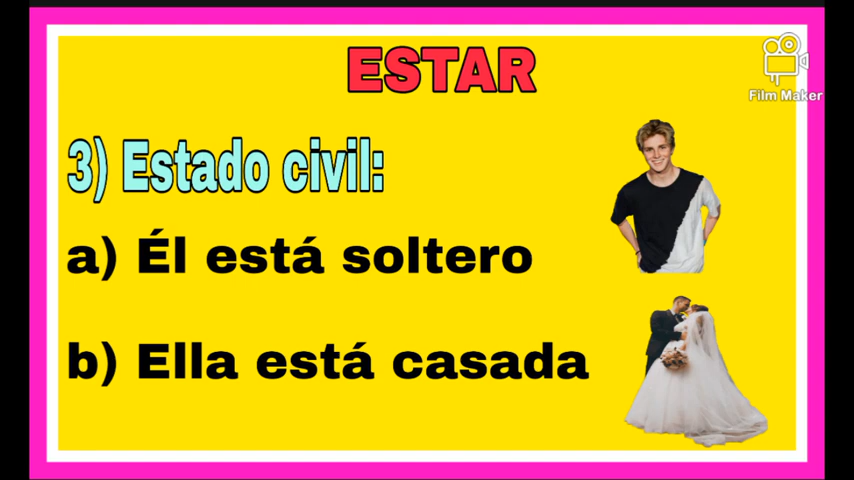 ESTAR
Film Maker
3) Estado civil:
a) Él está soltero
b) Ella está casada